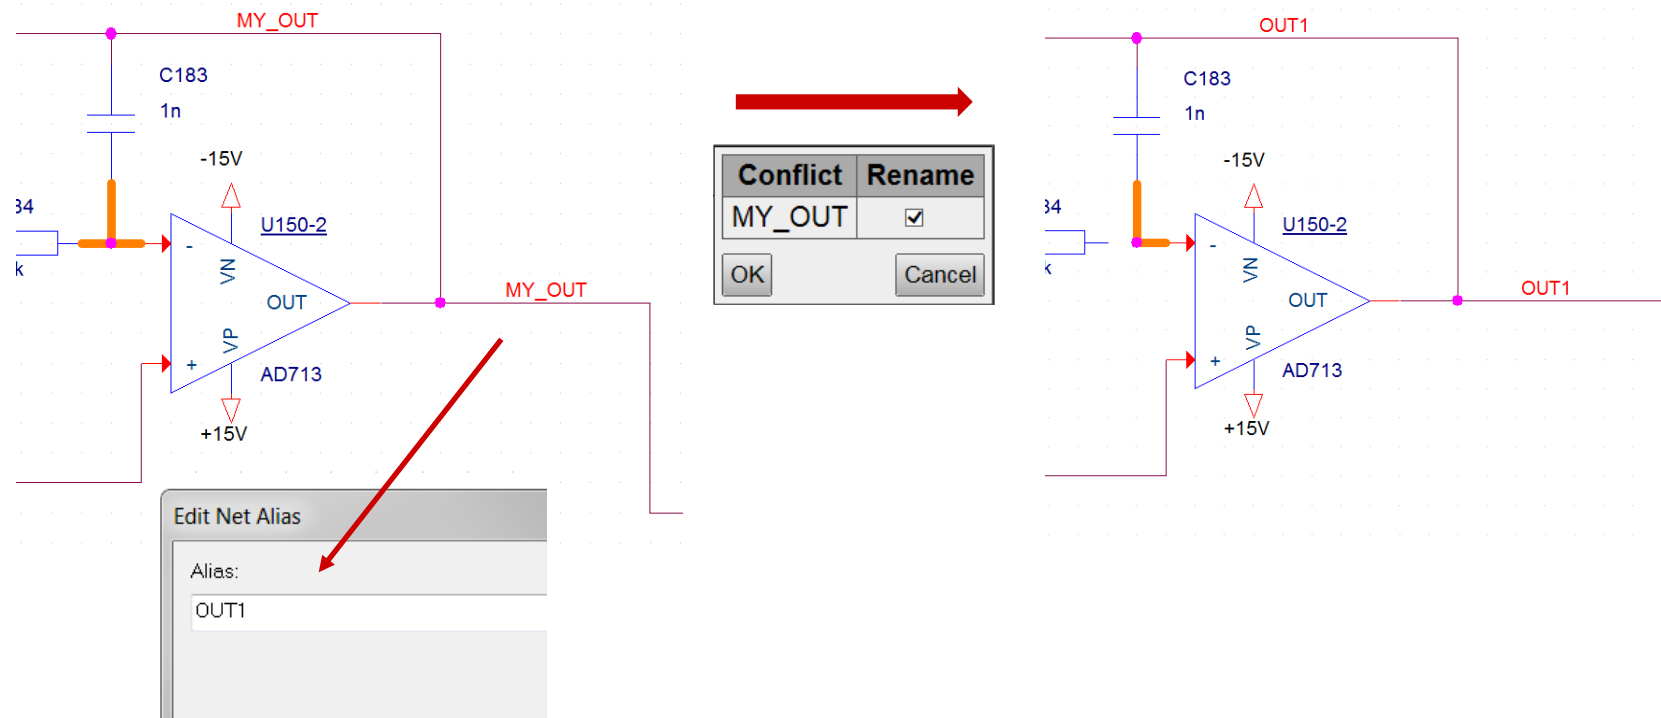 MY_OUT
C183
1n
-15V
34
k
U150-2
-
VN
OUT
VP
+
AD713
+15V
MY_OUT
Edit Net Alias
Alias:
OUT1
Conflict Rename
MY_OUT
OK Cancel
OUT1
C183
1n
-15V
34
k
U150-2
-
VN
OUT
VP
+
AD713
+15V
OUT1